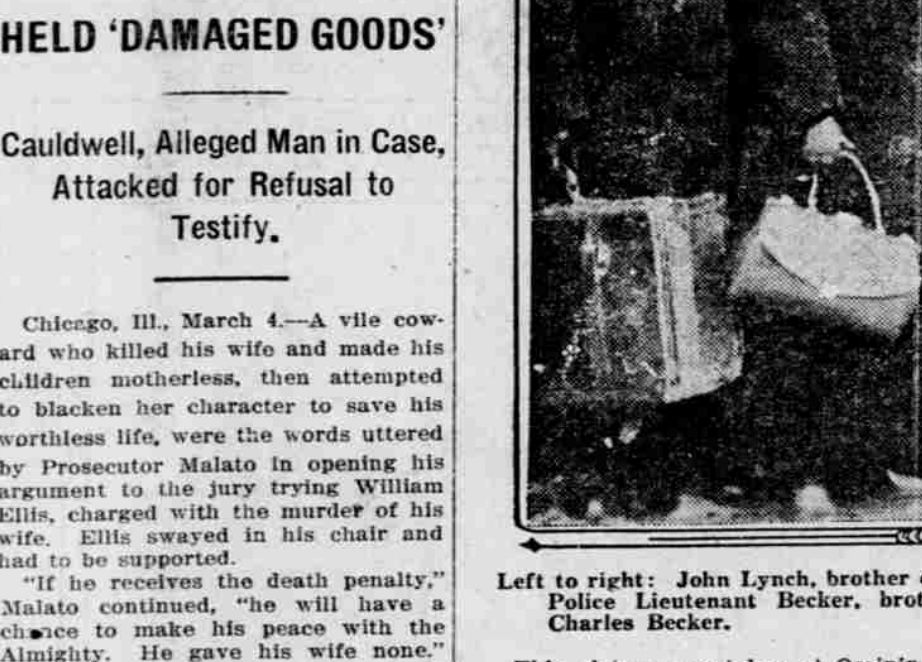 HELD 'DAMAGED GOODS'
Cauldwell, Alleged Man in Case,
Attacked for Refusal to
Testify.
Chicago, Ill., March 4.—A vile cow-
ard who killed his wife and made his
children motherless, then attempted
to blacken her character to save his
worthless life, were the words uttered
by Prosecutor Malato in opening his
argument to the jury trying William
Ellis, charged with the murder of his
wife. Ellis swayed in his chair and
had to be supported.
"If he receives the death penalty,"
Malato continued, "he will have a
chance to make his peace with the
Almighty. He gave his wife none."
Left to right: John Lynch, brother
Police Lieutenant Becker, brot
Charles Becker.